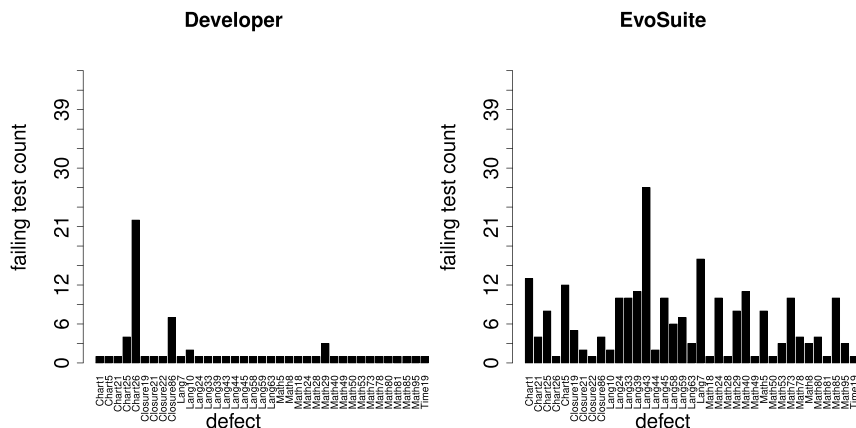 Developer
failing test count
39
30
21
12
6
0
Chart1
Chart5
Chart21
Chart25
Chart26
Closure19
Closure21
Closure22
Closure86
Lang7
Lang10
Lang24
Lang33
Lang39
Lang43
Lang44
Lang45
Lang58
Lang59
Lang63
Math5
Math8
Math18
Math24
Math28
Math29
Math40
Math49
Math50
Math53
Math73
Math78
Math80
Math81
Math85
Math95
Time19
defect
EvoSuite
failing test count
39
30
21
12
6
0
Chart1
Chart21
Chart25
Chart26
Chart5
Closure19
Closure21
Closure22
Closure86
Lang10
Lang24
Lang33
Lang39
Lang43
Lang44
Lang45
Lang58
Lang59
Lang63
Lang7
Math18
Math24
Math28
Math29
Math40
Math49
Math5
Math50
Math53
Math73
Math78
Math8
Math80
Math81
Math85
Math95
Time19
defect